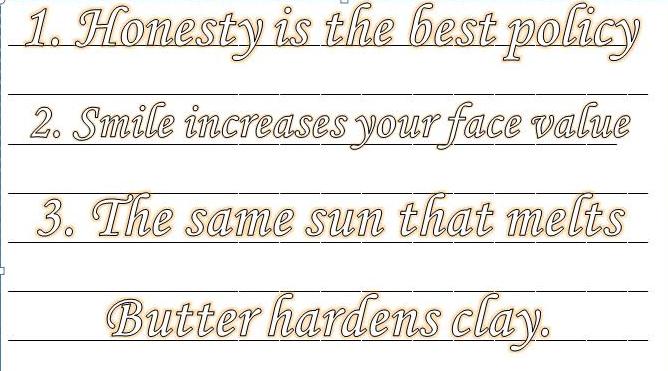 1. Honesty is the best policy
2. Smile increases your face value
3. The same sun that melts
Butter hardens clay.